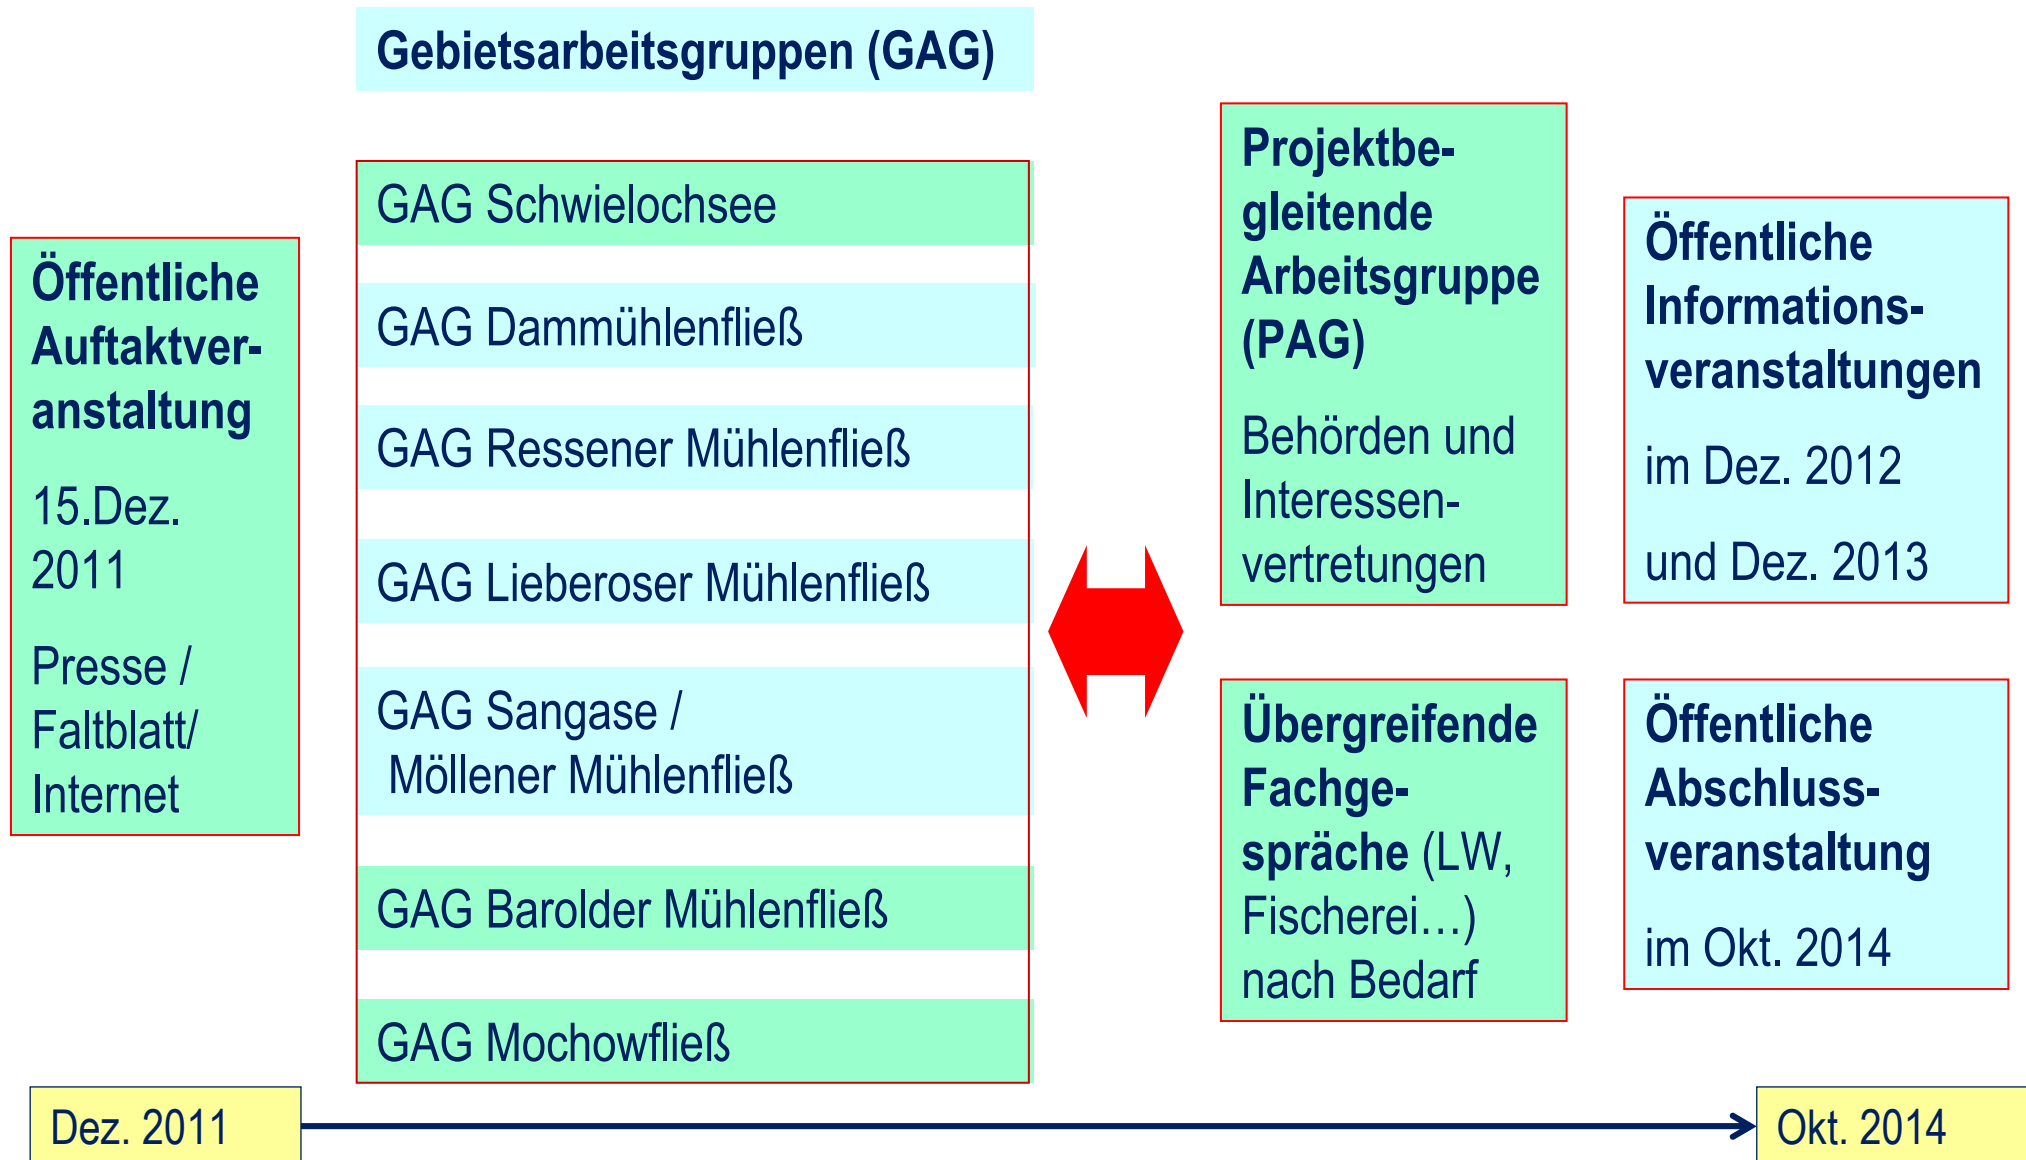 Gebietsarbeitsgruppen (GAG)
Öffentliche
Auftaktver-
anstaltung
15.Dez.
2011
Presse /
Faltblatt/
Internet
GAG Schwielochsee
GAG Dammühlenfließ
GAG Ressener Mühlenfließ
GAG Lieberoser Mühlenfließ
GAG Sangase /
Möllener Mühlenfließ
GAG Barolder Mühlenfließ
GAG Mochowfließ
Projektbe-
gleitende
Arbeitsgruppe
(PAG)
Behörden und
Interessen-
vertretungen
Übergreifende
Fachge-
spräche (LW,
Fischerei…)
nach Bedarf
Öffentliche
Informations-
veranstaltungen
im Dez. 2012
und Dez. 2013
Öffentliche
Abschluss-
veranstaltung
im Okt. 2014
Dez. 2011
Okt. 2014